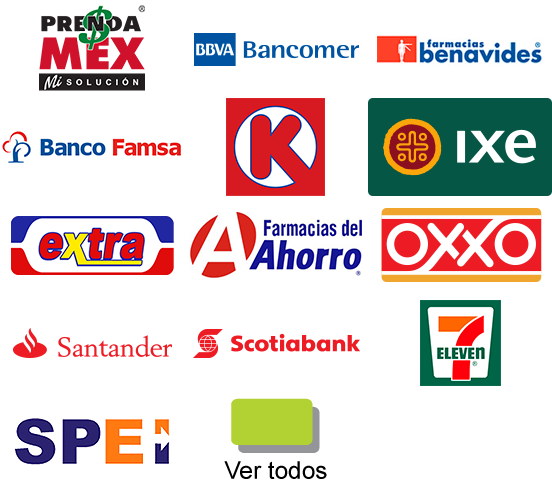 PRENDA ®
MEX
Mi SOLUCIÓN
BBVA Bancomer
farmacias ®
benavides
Banco Famsa
K
ixe
extra
A Farmacias del
Ahorro ®
OXXO
Santander
Scotiabank
7
ELEVEN
®
SPEI
Ver todos